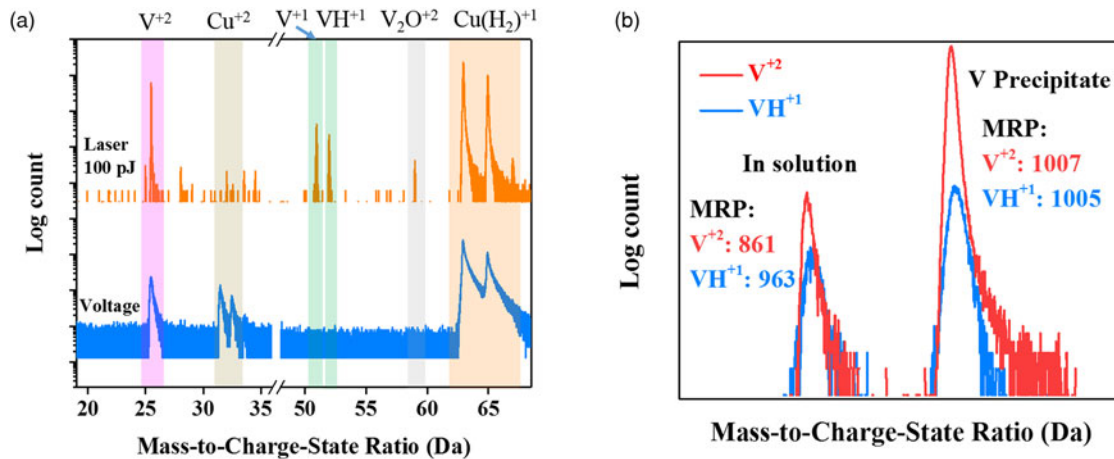 (a)
V+2 Cu+2 V+1 VH+1 V2O+2 Cu(H2)+1
Log count
Laser
100 pJ
Voltage
20 25 30 35 50 55 60 65
Mass-to-Charge-State Ratio (Da)
(b)
V+2
VH+1
V Precipitate
MRP:
V+2: 1007
VH+1: 1005
In solution
MRP:
V+2: 861
VH+1: 963
Log count
Mass-to-Charge-State Ratio (Da)